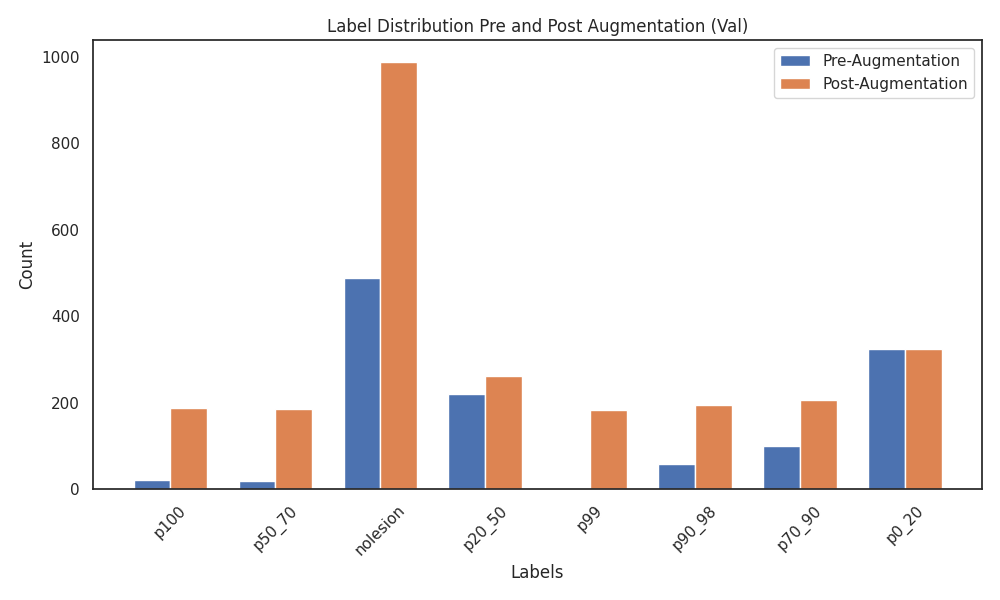 Label Distribution Pre and Post Augmentation (Val)
Pre-Augmentation
Post-Augmentation
1000
800
600
400
200
0
Count
p100
p50_70
nolesion
p20_50
p99
p90_98
p70_90
p0_20
Labels